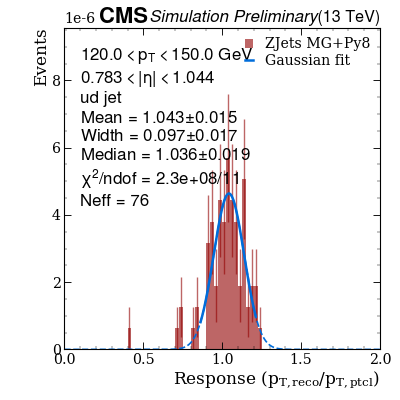 1e-6 CMS Simulation Preliminary (13 TeV)
Events
120.0 < pT < 150.0 GeV
0.783 < |η| < 1.044
ud jet
Mean = 1.043±0.015
Width = 0.097±0.017
Median = 1.036±0.019
χ²/ndof = 2.3e+08/11
Neff = 76
ZJets MG+Py8
Gaussian fit
8
6
4
2
0
0.0 0.5 1.0 1.5 2.0
Response (pT,reco/pT,ptcl)